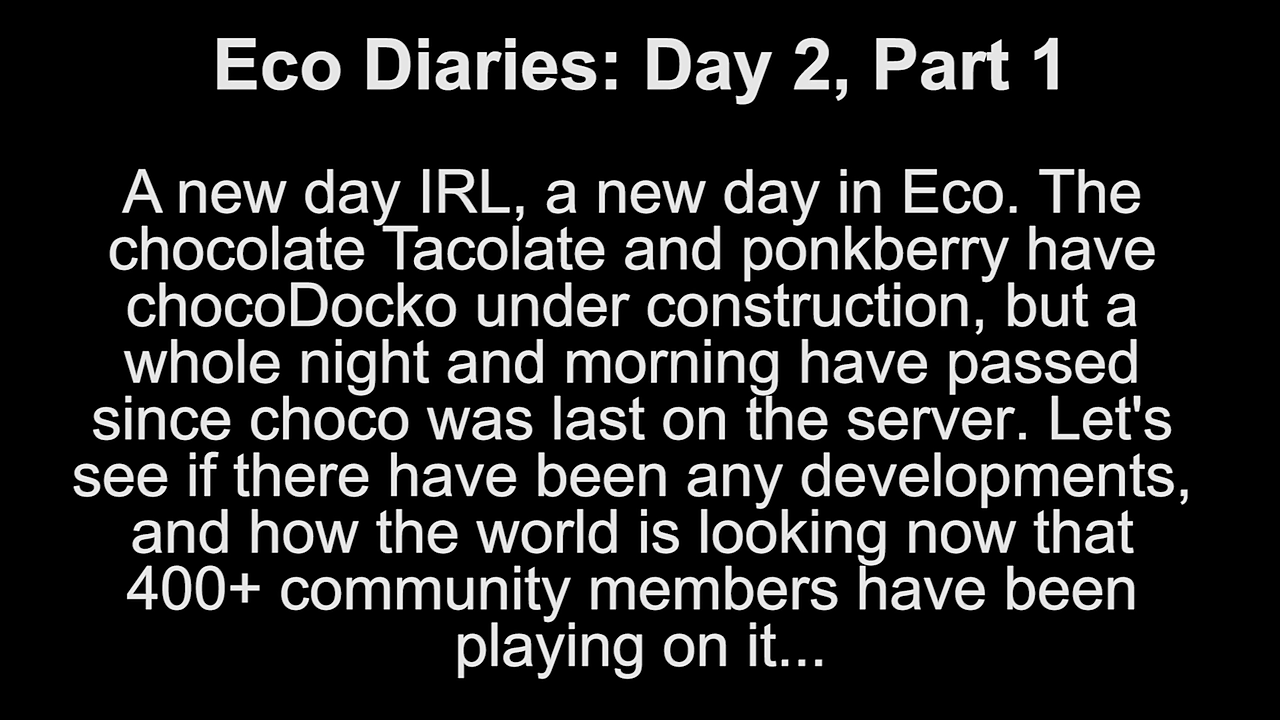 Eco Diaries: Day 2, Part 1
A new day IRL, a new day in Eco. The
chocolate Tacolate and ponkberry have
chocoDocko under construction, but a
whole night and morning have passed
since choco was last on the server. Let's
see if there have been any developments,
and how the world is looking now that
400+ community members have been
playing on it...